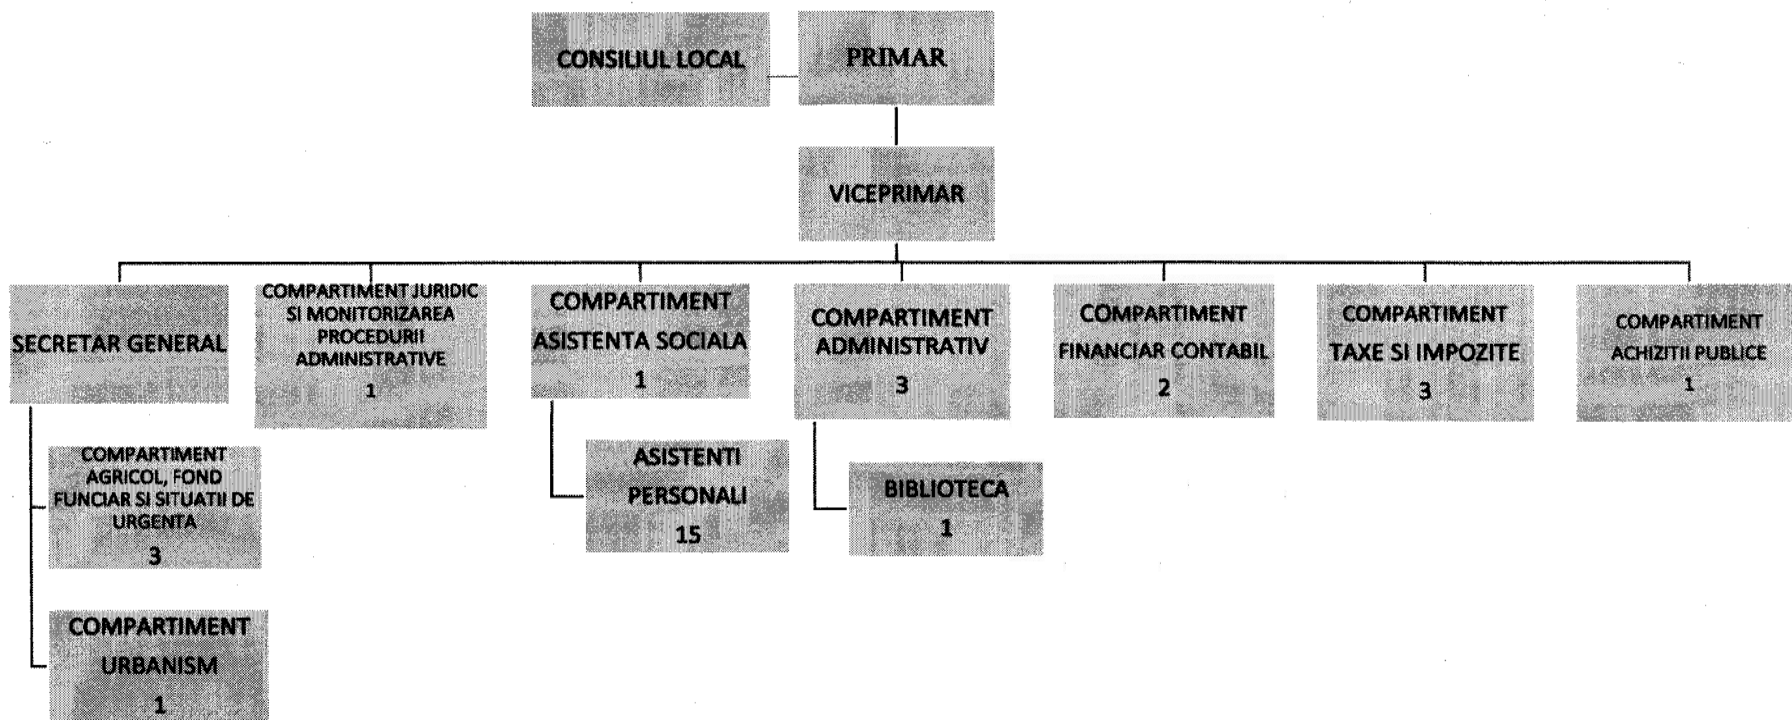 CONSILIUL LOCAL
PRIMAR
VICEPRIMAR
SECRETAR GENERAL
COMPARTIMENT JURIDIC
SI MONITORIZAREA
PROCEDURII
ADMINISTRATIVE
1
COMPARTIMENT
ASISTENTA SOCIALA
1
COMPARTIMENT
ADMINISTRATIV
3
COMPARTIMENT
FINANCIAR CONTABIL
2
COMPARTIMENT
TAXE SI IMPOZITE
3
COMPARTIMENT
ACHIZITII PUBLICE
1
COMPARTIMENT
AGRICOL, FOND
FUNCIAR SI SITUATII DE
URGENTA
3
ASISTENTI
PERSONALI
15
BIBLIOTECA
1
COMPARTIMENT
URBANISM
1